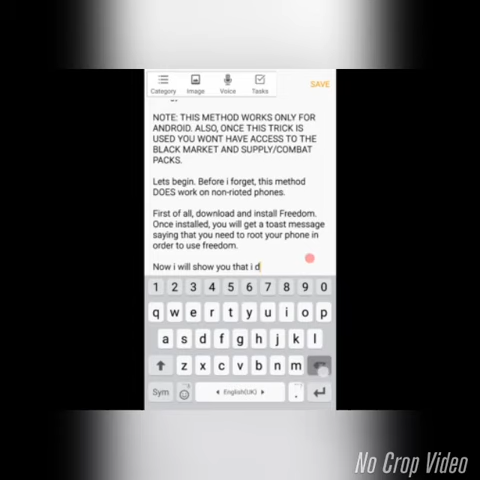 Category Image Voice Tasks SAVE
NOTE: THIS METHOD WORKS ONLY FOR
ANDROID. ALSO, ONCE THIS TRICK IS
USED YOU WONT HAVE ACCESS TO THE
BLACK MARKET AND SUPPLY/COMBAT
PACKS.
Lets begin. Before i forget, this method
DOES work on non-rioted phones.
First of all, download and install Freedom.
Once installed, you will get a toast message
saying that you need to root your phone in
order to use freedom.
Now i will show you that i d
1 2 3 4 5 6 7 8 9 0
q w e r t y u i o p
a s d f g h j k l
z x c v b n m
Sym English(UK) .
No Crop Video